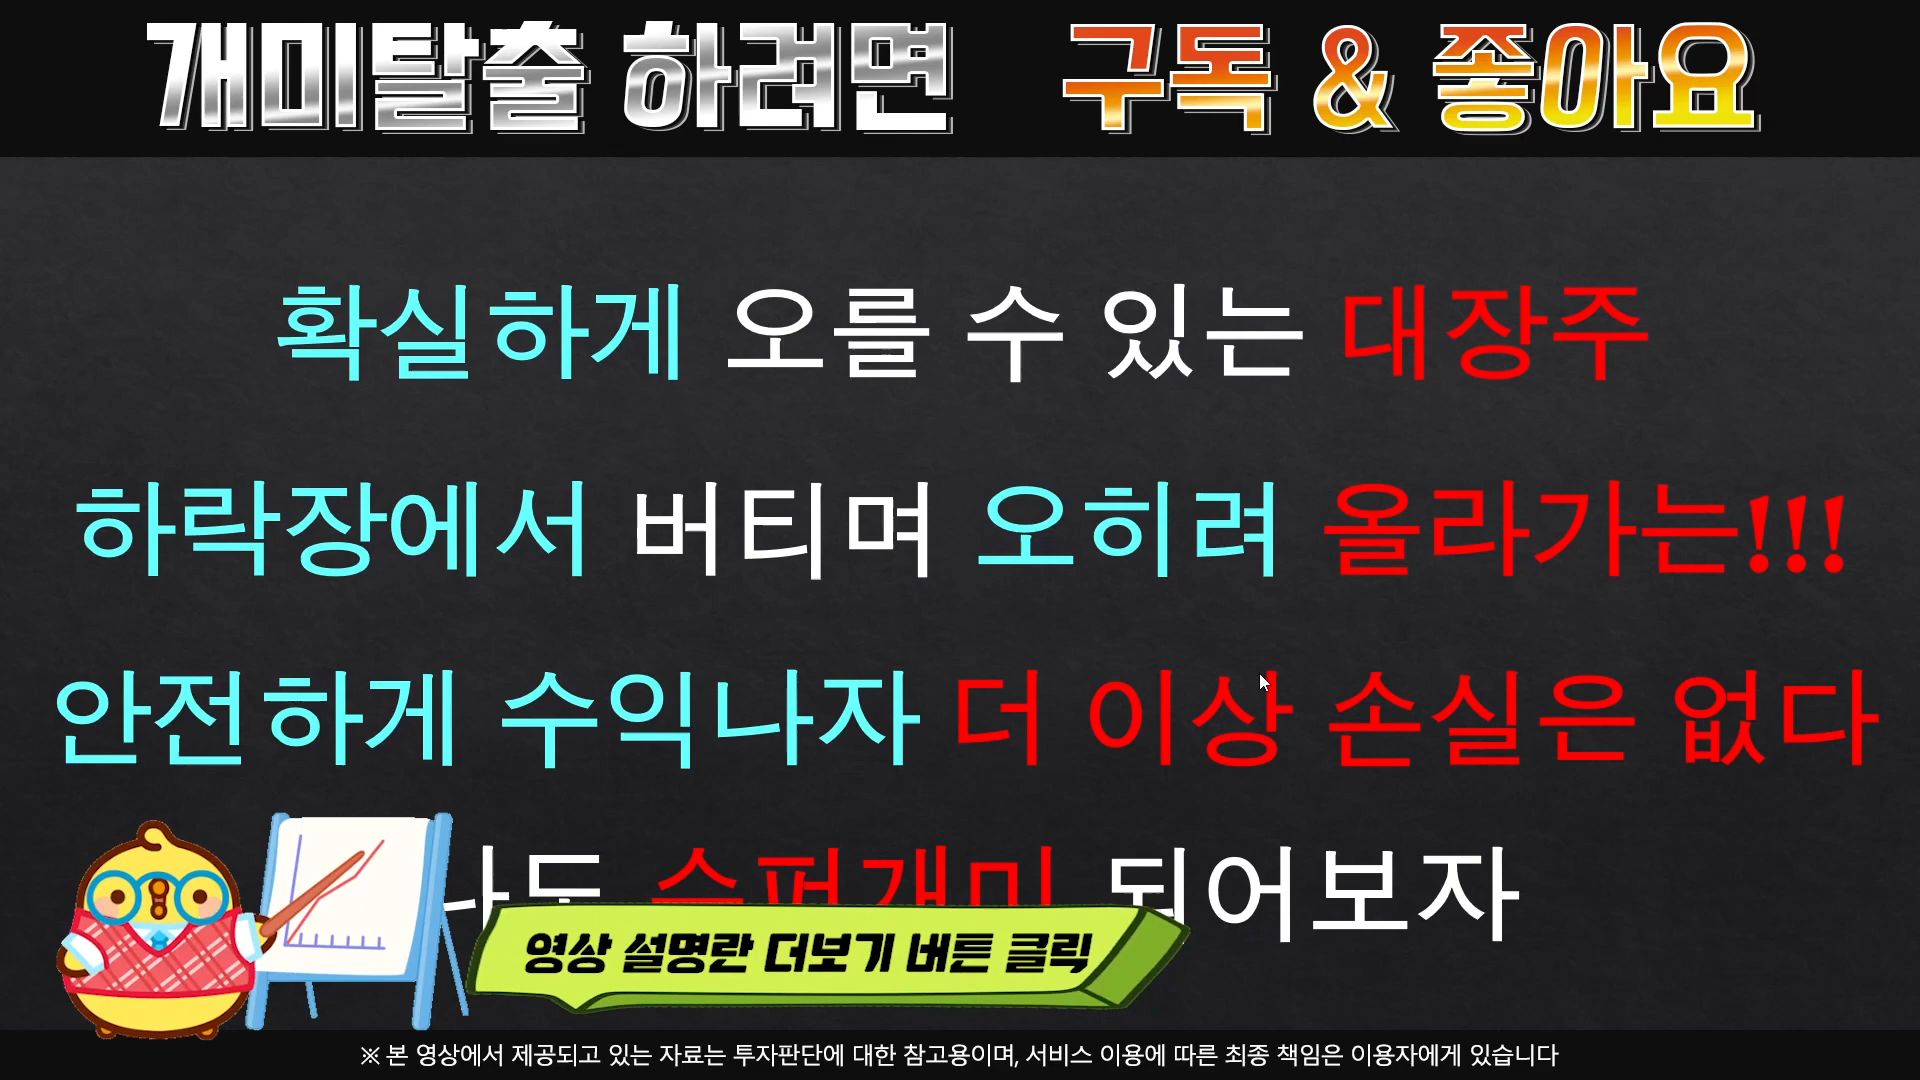 개미탈출 하려면 구독 & 좋아요
확실하게 오를 수 있는 대장주
하락장에서 버티며 오히려 올라가는!!!
안전하게 수익나자 더 이상 손실은 없다
나도 슈퍼개미 되어보자
영상 설명란 더보기 버튼 클릭
※ 본 영상에서 제공되고 있는 자료는 투자판단에 대한 참고용이며, 서비스 이용에 따른 최종 책임은 이용자에게 있습니다